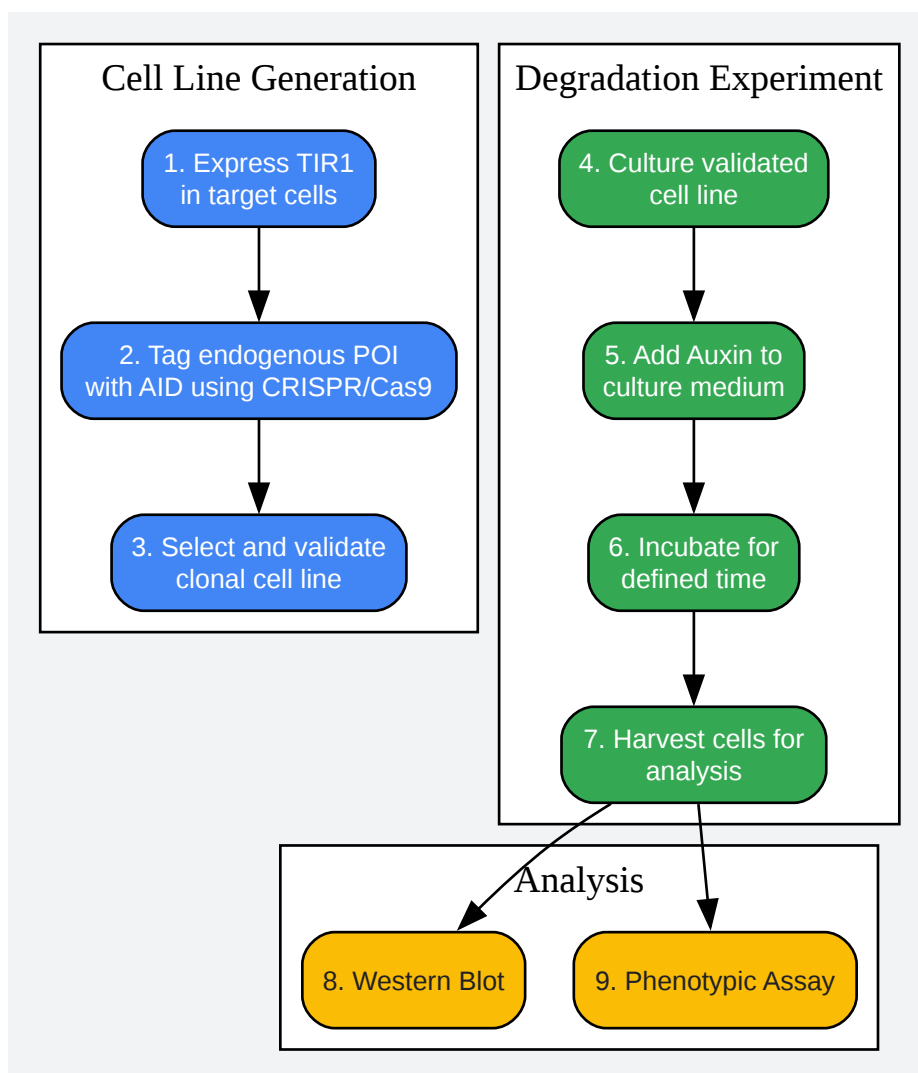 Cell Line Generation
1. Express TIR1
in target cells
2. Tag endogenous POI
with AID using CRISPR/Cas9
3. Select and validate
clonal cell line
Degradation Experiment
4. Culture validated
cell line
5. Add Auxin to
culture medium
6. Incubate for
defined time
7. Harvest cells for
analysis
Analysis
8. Western Blot
9. Phenotypic Assay